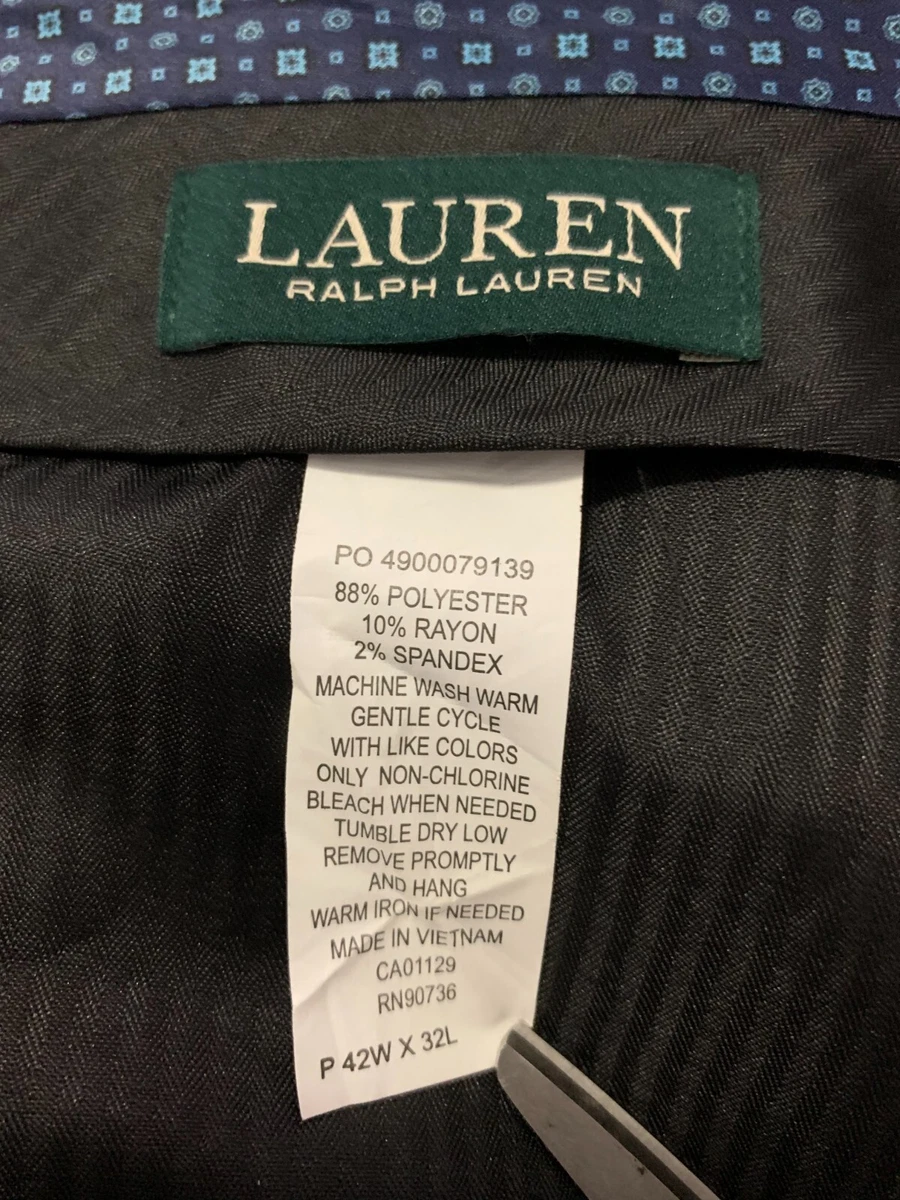 LAUREN
RALPH LAUREN
PO 4900079139
88% POLYESTER
10% RAYON
2% SPANDEX
MACHINE WASH WARM
GENTLE CYCLE
WITH LIKE COLORS
ONLY NON-CHLORINE
BLEACH WHEN NEEDED
TUMBLE DRY LOW
REMOVE PROMPTLY
AND HANG
WARM IRON IF NEEDED
MADE IN VIETNAM
CA01129
RN90736
P 42W X 32L